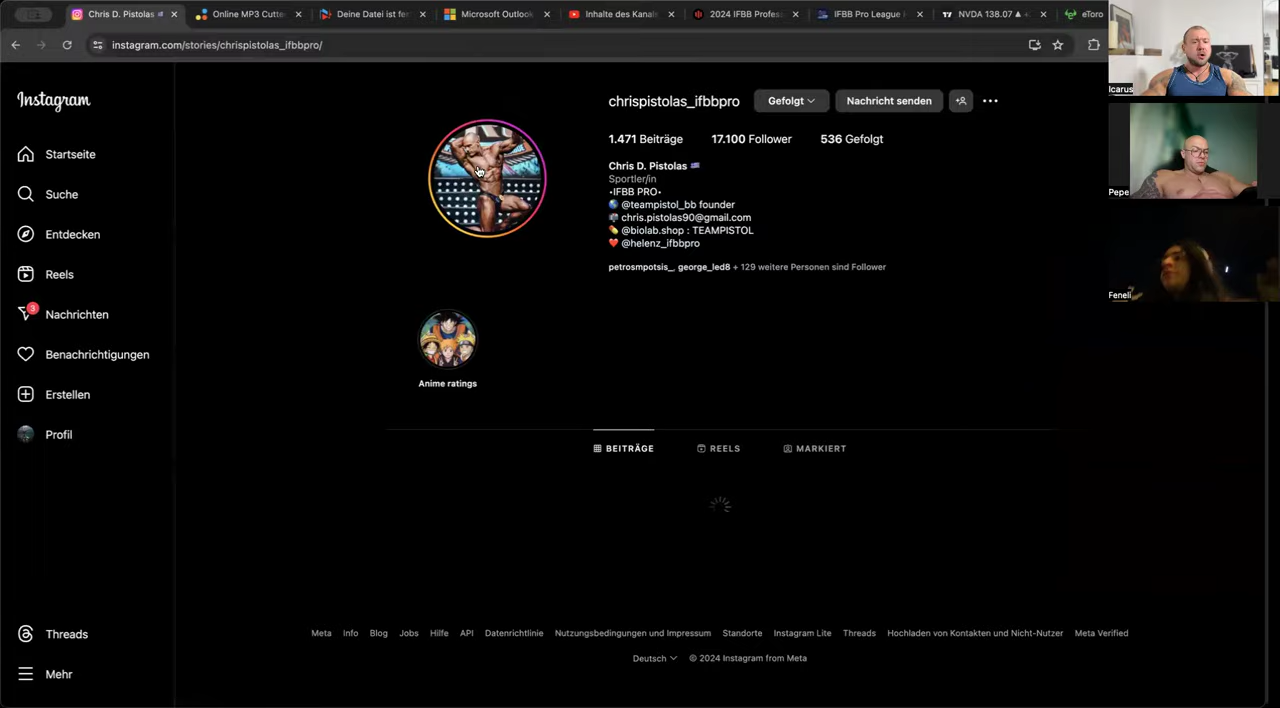 Chris D. Pistolas
Online MP3 Cutte
Deine Datei ist fer
Microsoft Outlook
Inhalte des Kanals
2024 IFBB Profess
IFBB Pro League
NVDA 138.07
eToro
instagram.com/stories/chrispistolas_ifbbpro/
Icarus
Pepe
Feneli
Instagram
Startseite
Suche
Entdecken
Reels
3
Nachrichten
Benachrichtigungen
Erstellen
Profil
Threads
Mehr
chrispistolas_ifbbpro
Gefolgt
Nachricht senden
1.471 Beiträge 17.100 Follower 536 Gefolgt
Chris D. Pistolas 🇬🇷
Sportler/in
•IFBB PRO•
🌎 @teampistol_bb founder
chris.pistolas90@gmail.com
💊 @biolab.shop : TEAMPISTOL
❤️ @helenz_ifbbpro
petrosmpotsis_, george_led8 + 129 weitere Personen sind Follower
Anime ratings
BEITRÄGE REELS MARKIERT
Meta Info Blog Jobs Hilfe API Datenrichtlinie Nutzungsbedingungen und Impressum Standorte Instagram Lite Threads Hochladen von Kontakten und Nicht-Nutzer Meta Verified
Deutsch © 2024 Instagram from Meta